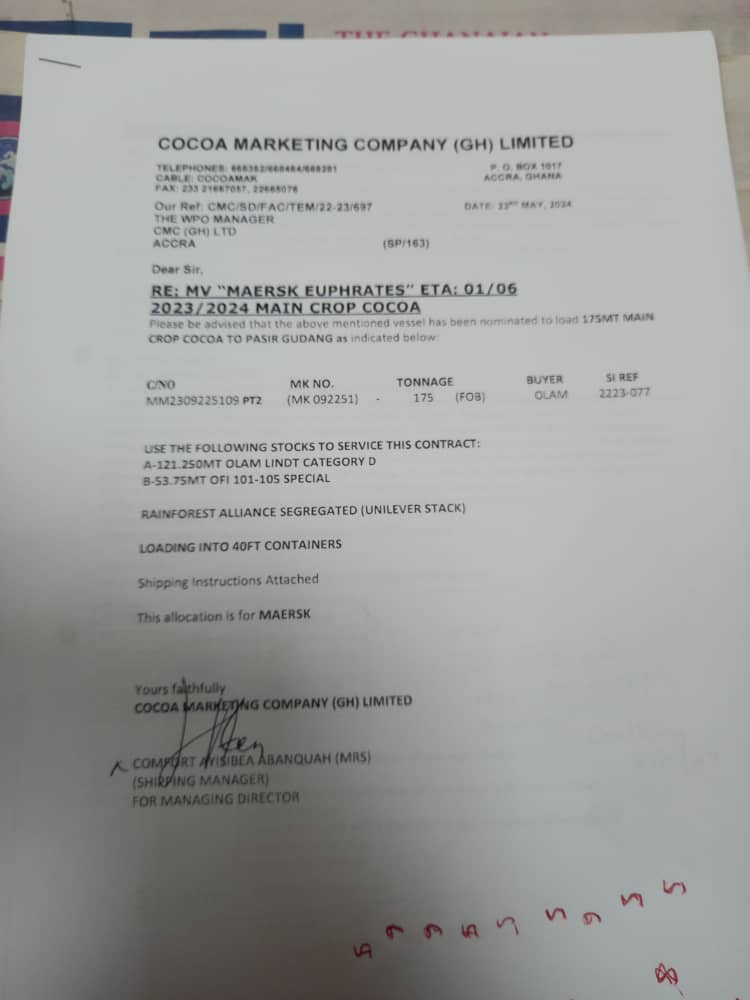 THE GHANAIAN
COCOA MARKETING COMPANY (GH) LIMITED
TELEPHONES: 668352/668484/668281 P. O. BOX 1017
CABLE: COCOAMAK ACCRA, GHANA
FAX: 233 21667087, 22665076
Our Ref: CMC/SD/FAC/TEM/22-23/697 DATE: 23RD MAY, 2024
THE WPO MANAGER
CMC (GH) LTD
ACCRA (SP/163)
Dear Sir,
RE: MV "MAERSK EUPHRATES" ETA: 01/06
2023/2024 MAIN CROP COCOA
Please be advised that the above mentioned vessel has been nominated to load 175MT MAIN
CROP COCOA TO PASIR GUDANG as indicated below:
C/NO MK NO. TONNAGE BUYER SI REF
MM2309225109 PT2 (MK 092251) - 175 (FOB) OLAM 2223-077
USE THE FOLLOWING STOCKS TO SERVICE THIS CONTRACT:
A-121.250MT OLAM LINDT CATEGORY D
B-53.75MT OFI 101-105 SPECIAL
RAINFOREST ALLIANCE SEGREGATED (UNILEVER STACK)
LOADING INTO 40FT CONTAINERS
Shipping Instructions Attached
This allocation is for MAERSK
Yours faithfully
COCOA MARKETING COMPANY (GH) LIMITED
COMFORT AYISIBEA ABANQUAH (MRS)
(SHIPPING MANAGER)
FOR MANAGING DIRECTOR